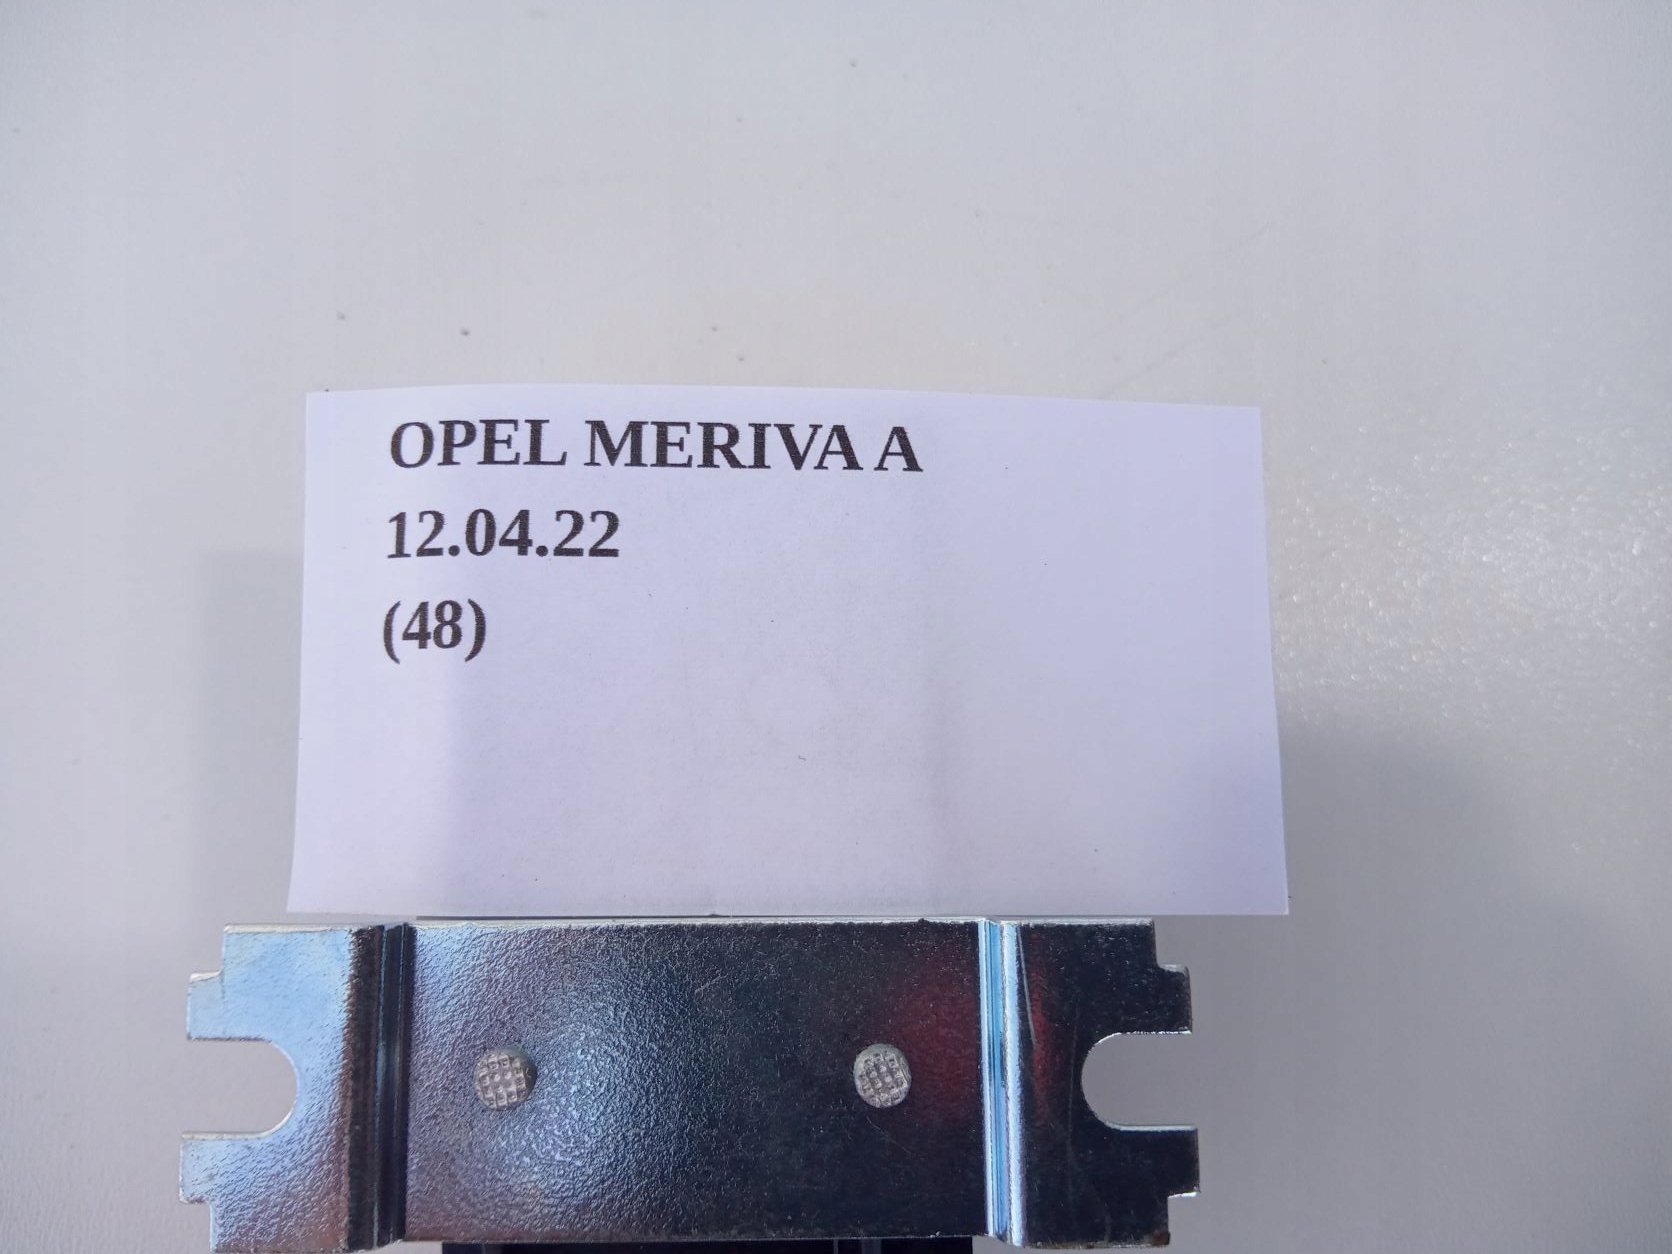 OPEL MERIVA A
12.04.22
(48)